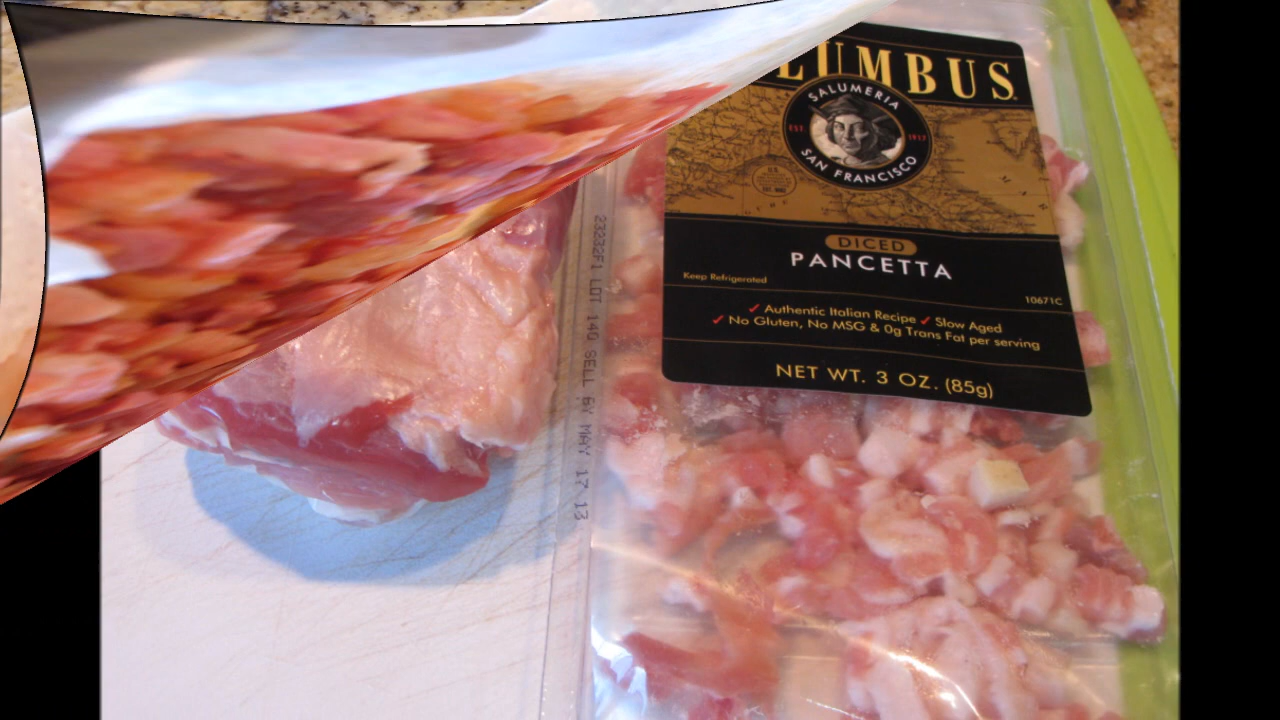 LUMBUS
SALUMERIA
EST. 1917
SAN FRANCISCO
DICED
PANCETTA
Keep Refrigerated
10671C
✓ Authentic Italian Recipe ✓ Slow Aged
✓ No Gluten, No MSG & 0g Trans Fat per serving
NET WT. 3 OZ. (85g)
23232F1 LOT 140 SELL BY MAY 17 13